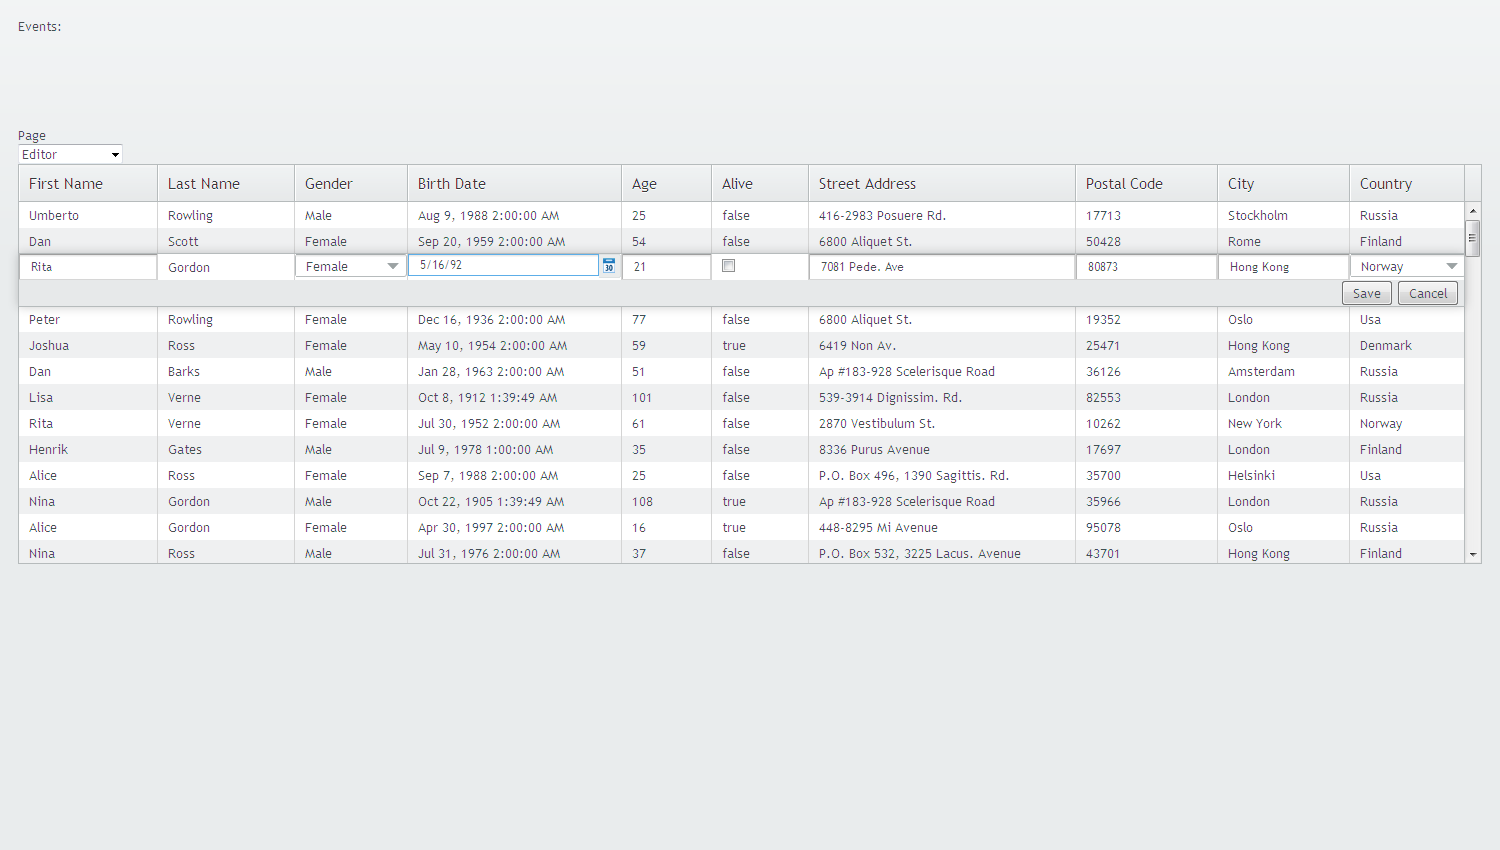 Events:
Page
Editor
First Name Last Name Gender Birth Date Age Alive Street Address Postal Code City Country
Umberto Rowling Male Aug 9, 1988 2:00:00 AM 25 false 416-2983 Posuere Rd. 17713 Stockholm Russia
Dan Scott Female Sep 20, 1959 2:00:00 AM 54 false 6800 Aliquet St. 50428 Rome Finland
Rita Gordon Female 5/16/92 30 21 7081 Pede. Ave 80873 Hong Kong Norway
Save Cancel
Peter Rowling Female Dec 16, 1936 2:00:00 AM 77 false 6800 Aliquet St. 19352 Oslo Usa
Joshua Ross Female May 10, 1954 2:00:00 AM 59 true 6419 Non Av. 25471 Hong Kong Denmark
Dan Barks Male Jan 28, 1963 2:00:00 AM 51 false Ap #183-928 Scelerisque Road 36126 Amsterdam Russia
Lisa Verne Female Oct 8, 1912 1:39:49 AM 101 false 539-3914 Dignissim. Rd. 82553 London Russia
Rita Verne Female Jul 30, 1952 2:00:00 AM 61 false 2870 Vestibulum St. 10262 New York Norway
Henrik Gates Male Jul 9, 1978 1:00:00 AM 35 false 8336 Purus Avenue 17697 London Finland
Alice Ross Female Sep 7, 1988 2:00:00 AM 25 false P.O. Box 496, 1390 Sagittis. Rd. 35700 Helsinki Usa
Nina Gordon Male Oct 22, 1905 1:39:49 AM 108 true Ap #183-928 Scelerisque Road 35966 London Russia
Alice Gordon Female Apr 30, 1997 2:00:00 AM 16 true 448-8295 Mi Avenue 95078 Oslo Russia
Nina Ross Male Jul 31, 1976 2:00:00 AM 37 false P.O. Box 532, 3225 Lacus. Avenue 43701 Hong Kong Finland